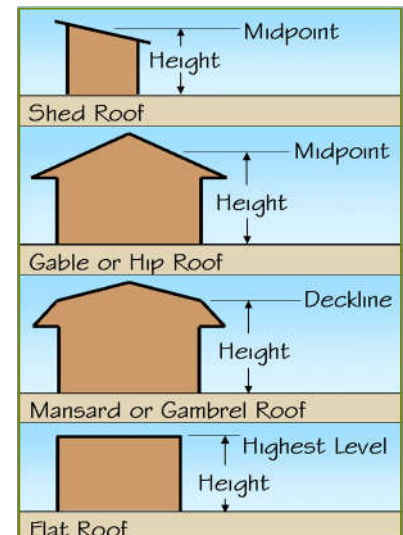 Midpoint
Height
Shed Roof
Midpoint
Height
Gable or Hip Roof
Deckline
Height
Mansard or Gambrel Roof
Highest Level
Height
Flat Roof